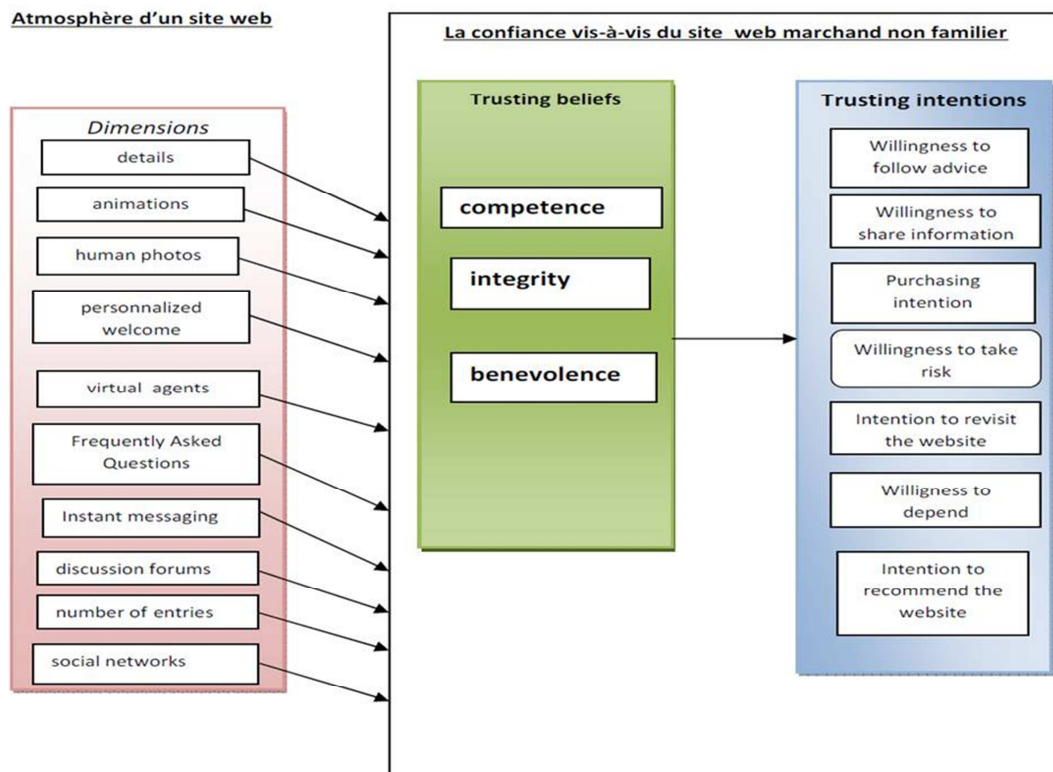 Atmosphère d'un site web
La confiance vis-à-vis du site web marchand non familier
Dimensions
details
animations
human photos
personnalized
welcome
virtual agents
Frequently Asked
Questions
Instant messaging
discussion forums
number of entries
social networks
Trusting beliefs
competence
integrity
benevolence
Trusting intentions
Willingness to
follow advice
Willingness to
share information
Purchasing
intention
Willingness to take
risk
Intention to revisit
the website
Willigness to
depend
Intention to
recommend the
website